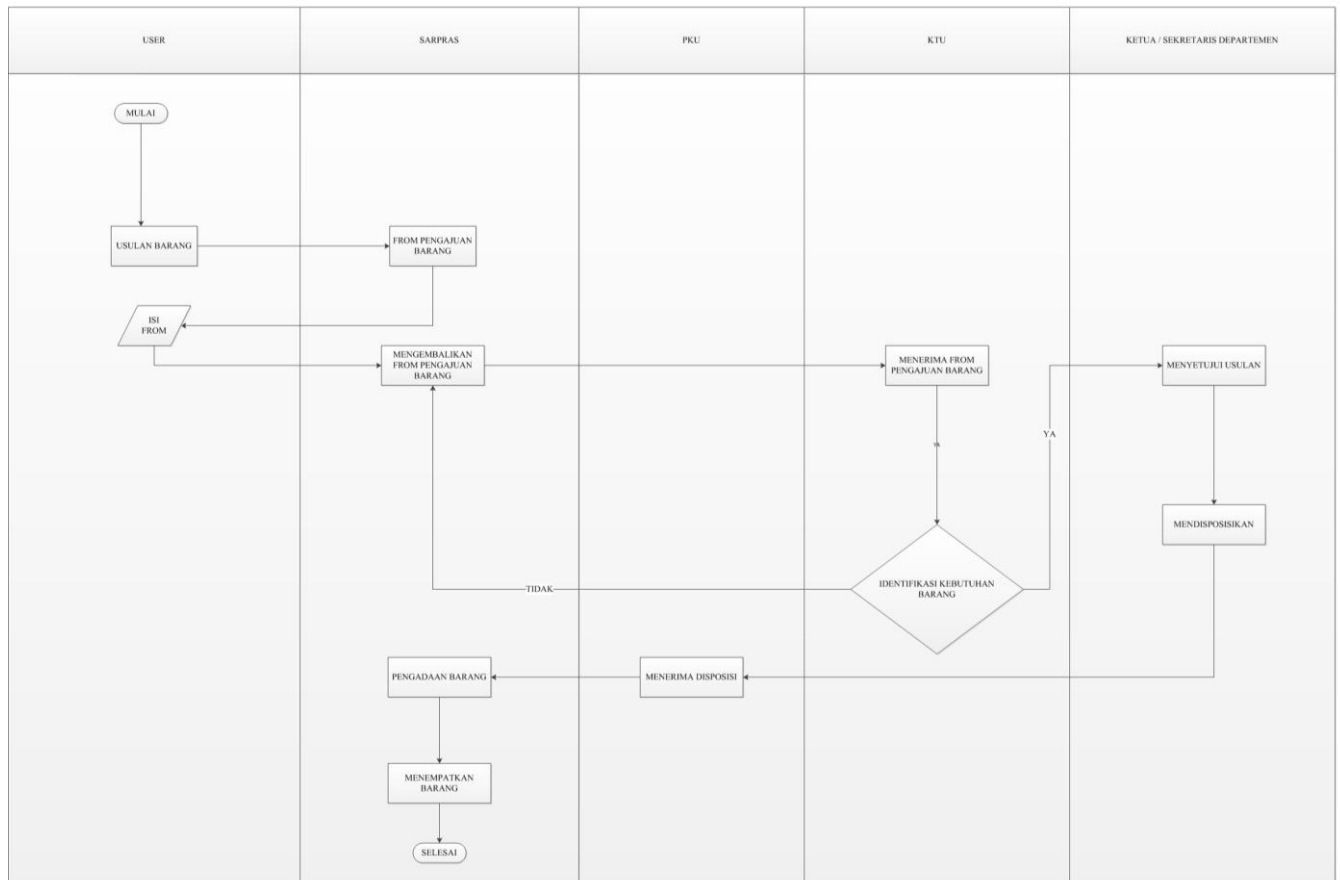 USER
SARPRAS
PKU
KTU
KETUA / SEKRETARIS DEPARTEMEN
MULAI
USULAN BARANG
FROM PENGAJUAN
BARANG
ISI
FROM
MENGEMBALIKAN
FROM PENGAJUAN
BARANG
MENERIMA FROM
PENGAJUAN BARANG
MENYETUJUI USULAN
YA
MENDISPOSISIKAN
IDENTIFIKASI KEBUTUHAN
BARANG
TIDAK
PENGADAAN BARANG
MENERIMA DISPOSISI
MENEMPATKAN
BARANG
SELESAI